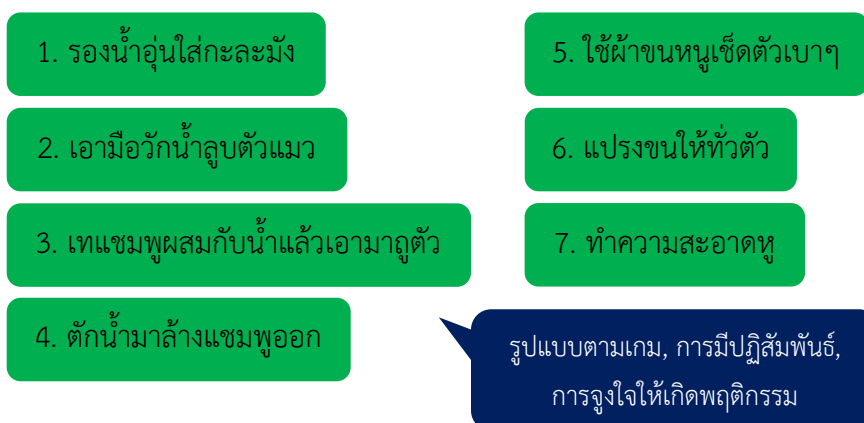 1. รองน้ำอุ่นใส่กะละมัง
2. เอามือวักน้ำลูบตัวแมว
3. เทแชมพูผสมกับน้ำแล้วเอามาถูตัว
4. ตักน้ำมาล้างแชมพูออก
5. ใช้ผ้าขนหนูเช็ดตัวเบาๆ
6. แปรงขนให้ทั่วตัว
7. ทำความสะอาดหู
รูปแบบตามเกม, การมีปฏิสัมพันธ์,
การจูงใจให้เกิดพฤติกรรม